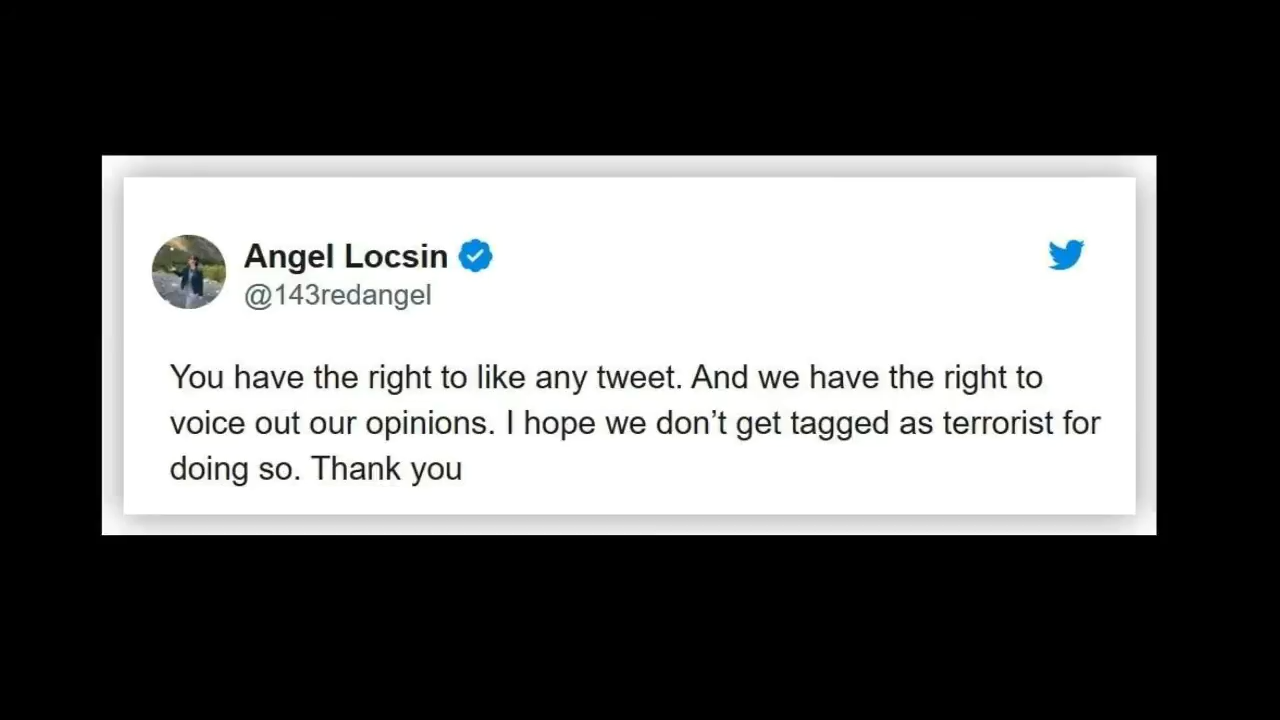 Angel Locsin
@143redangel
You have the right to like any tweet. And we have the right to
voice out our opinions. I hope we don’t get tagged as terrorist for
doing so. Thank you